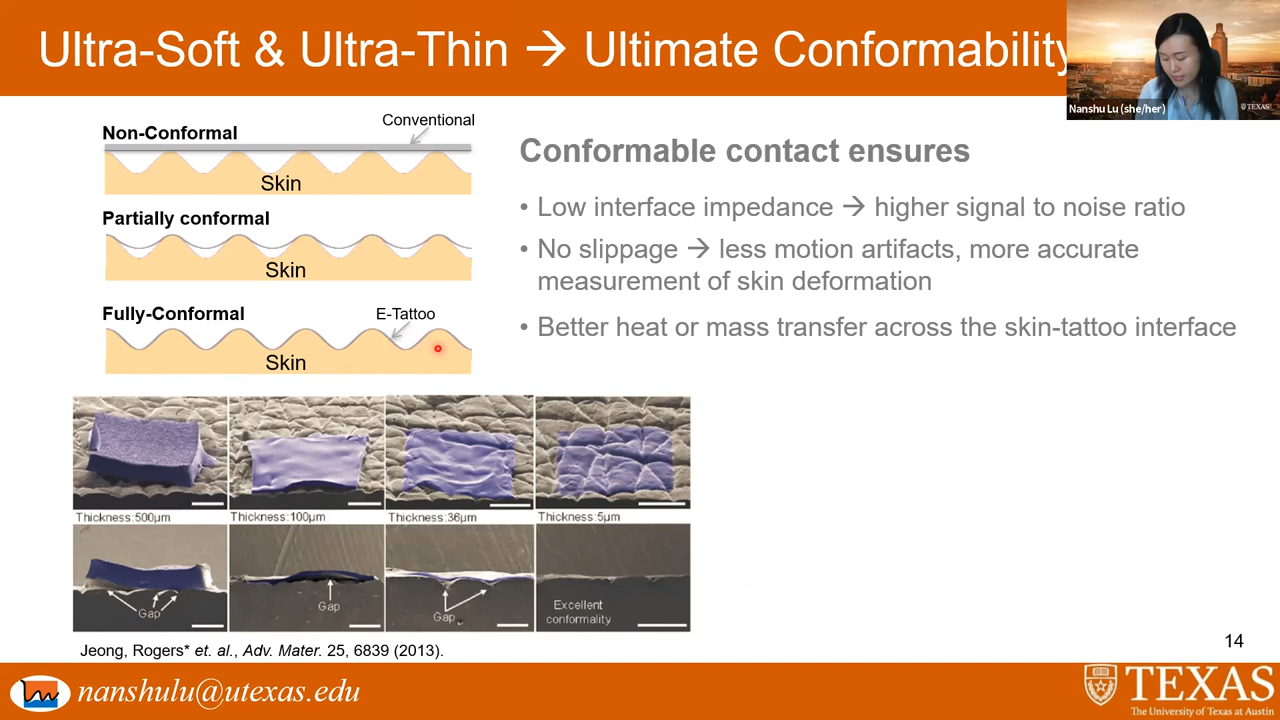 Ultra-Soft & Ultra-Thin → Ultimate Conformability
Nanshu Lu (she/her)
TEXAS
Non-Conformal
Conventional
Skin
Partially conformal
Skin
Fully-Conformal
E-Tattoo
Skin
Conformable contact ensures
• Low interface impedance → higher signal to noise ratio
• No slippage → less motion artifacts, more accurate
measurement of skin deformation
• Better heat or mass transfer across the skin-tattoo interface
Thickness:500μm
Thickness:100μm
Thickness:36μm
Thickness:5μm
Gap
Gap
Gap
Excellent
conformality
Jeong, Rogers* et. al., Adv. Mater. 25, 6839 (2013).
14
nanshulu@utexas.edu
TEXAS
The University of Texas at Austin